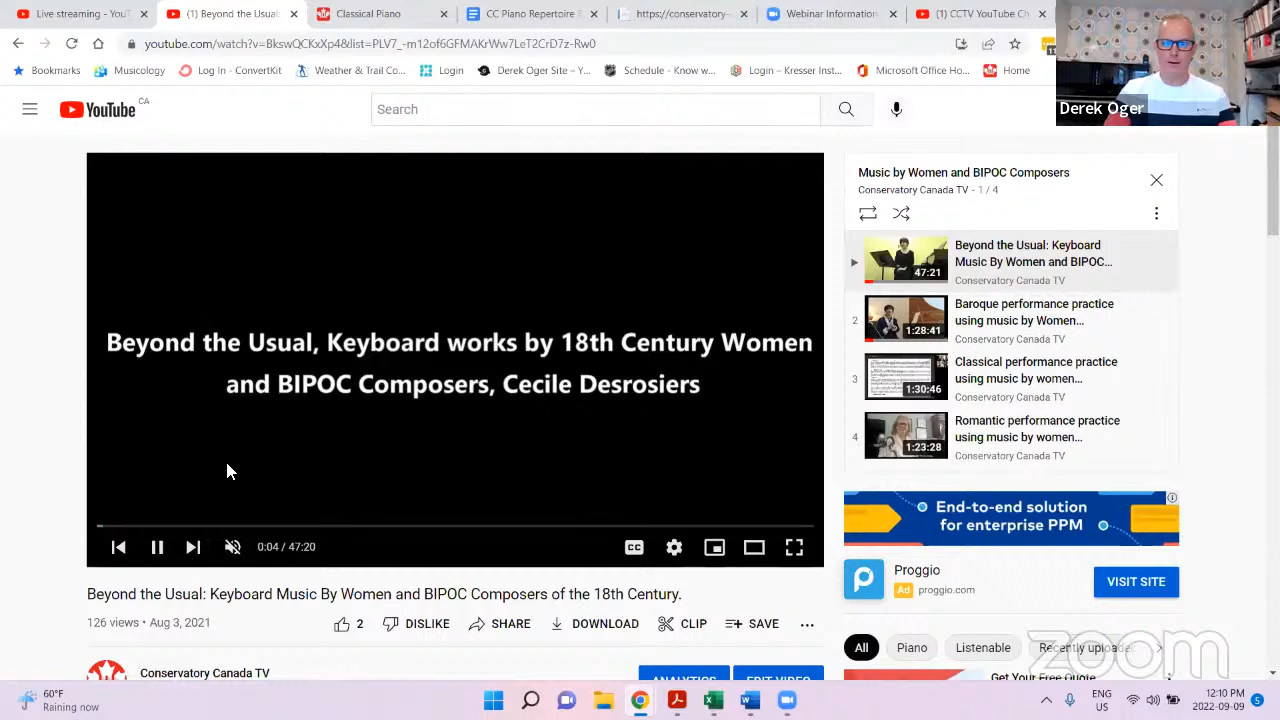 Live streaming - YouT
(1) Beyond the Usual:
Classical Piano
CC Piano Repertoire
https://conservatory-
Webinar Information
(1) CCTV YouTube Ch
youtube.com/watch?v=BkswQCKxXp4&list=PLV7_-m12of6GFMArGWw7LeT2CrD7z-Rw0
Bookmarks
Musicology
Log In - ConvertKit
Weather & Trail Co...
Login
Derek Oger Site – Y...
Schedule - Know w...
Login – Kresser Inst...
Microsoft Office Ho...
Home
Derek Oger
YouTube CA
Search
Beyond the Usual, Keyboard works by 18th Century Women
and BIPOC Composers, Cecile Desrosiers
0:04 / 47:20
CC
Beyond the Usual: Keyboard Music By Women and BIPOC Composers of the 18th Century.
126 views • Aug 3, 2021
2
DISLIKE
SHARE
DOWNLOAD
CLIP
SAVE
Conservatory Canada TV
ANALYTICS
EDIT VIDEO
Music by Women and BIPOC Composers
Conservatory Canada TV - 1 / 4
47:21
Beyond the Usual: Keyboard
Music By Women and BIPOC...
Conservatory Canada TV
2
1:28:41
Baroque performance practice
using music by Women...
Conservatory Canada TV
3
1:30:46
Classical performance practice
using music by women...
Conservatory Canada TV
4
1:23:28
Romantic performance practice
using music by women...
Conservatory Canada TV
End-to-end solution
for enterprise PPM
Proggio
Ad proggio.com
VISIT SITE
All
Piano
Listenable
Recently uploaded
zoom
Get Your Free Quote
60°F
Raining now
ENG
US
12:10 PM
2022-09-09
5